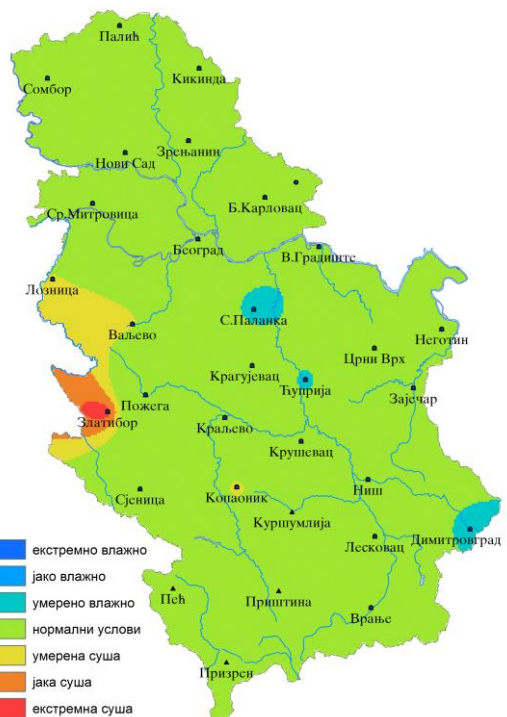 Палић
Кикинда
Сомбор
Зрењанин
Нови Сад
Б.Карловац
Ср.Митровица
Београд
В.Градиште
Лозница
С.Паланка
Ваљево
Неготин
Црни Врх
Крагујевац
Ћуприја
Зајечар
Пожега
Златибор
Краљево
Крушевац
Сјеница
Копаоник
Ниш
Куршумлија
Димитровград
Лесковац
Пећ
Приштина
Врање
Призрен
екстремно влажно
јако влажно
умерено влажно
нормални услови
умерена суша
јака суша
екстремна суша